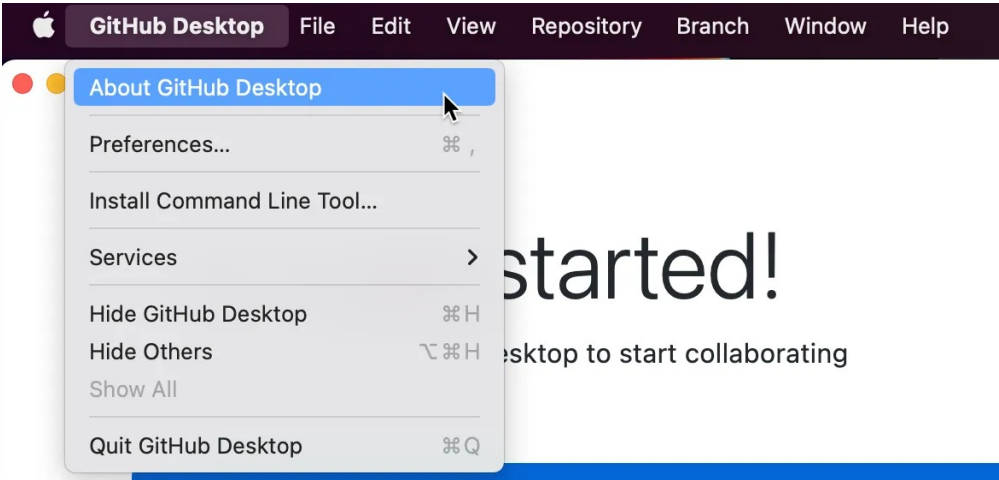 GitHub Desktop File Edit View Repository Branch Window Help
About GitHub Desktop
Preferences... ⌘ ,
Install Command Line Tool...
Services
started!
Hide GitHub Desktop ⌘H
Hide Others ⌥⌘H
esktop to start collaborating
Show All
Quit GitHub Desktop ⌘Q